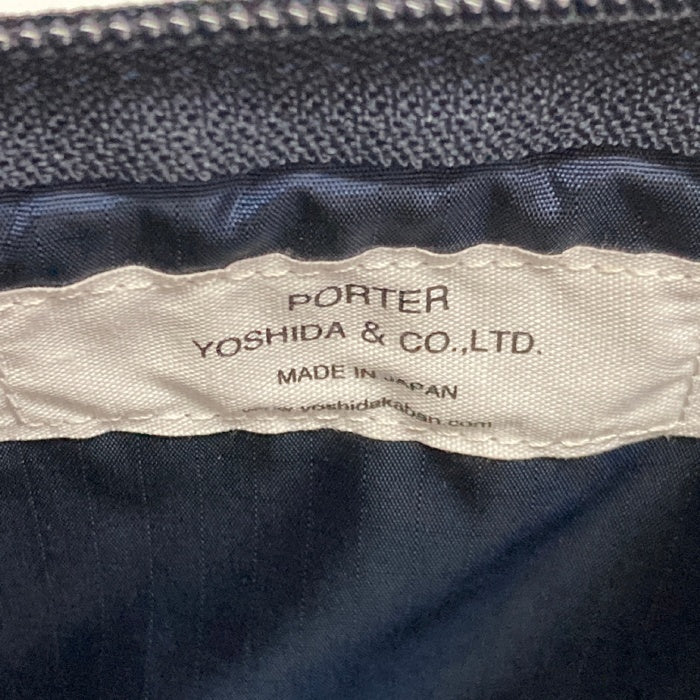 PORTER
YOSHIDA & CO.,LTD.
MADE IN JAPAN
www.yoshidakaban.com